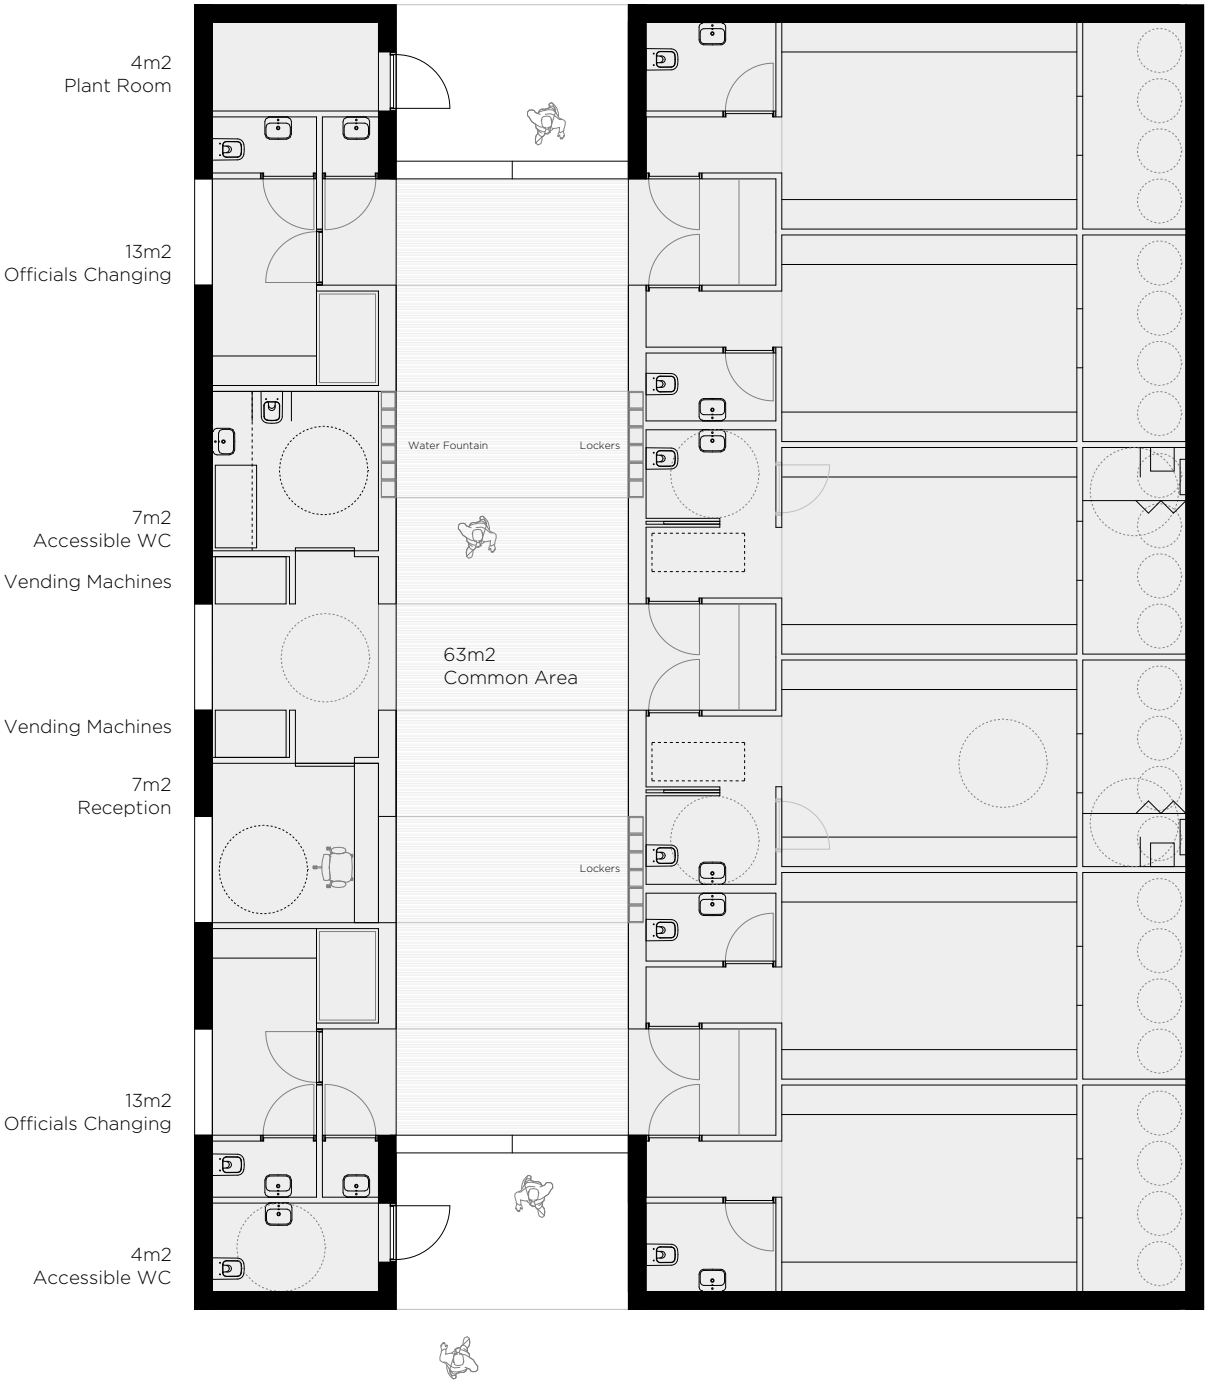 4m2
Plant Room
13m2
Officials Changing
Water Fountain
Lockers
7m2
Accessible WC
Vending Machines
63m2
Common Area
Vending Machines
7m2
Reception
Lockers
13m2
Officials Changing
4m2
Accessible WC